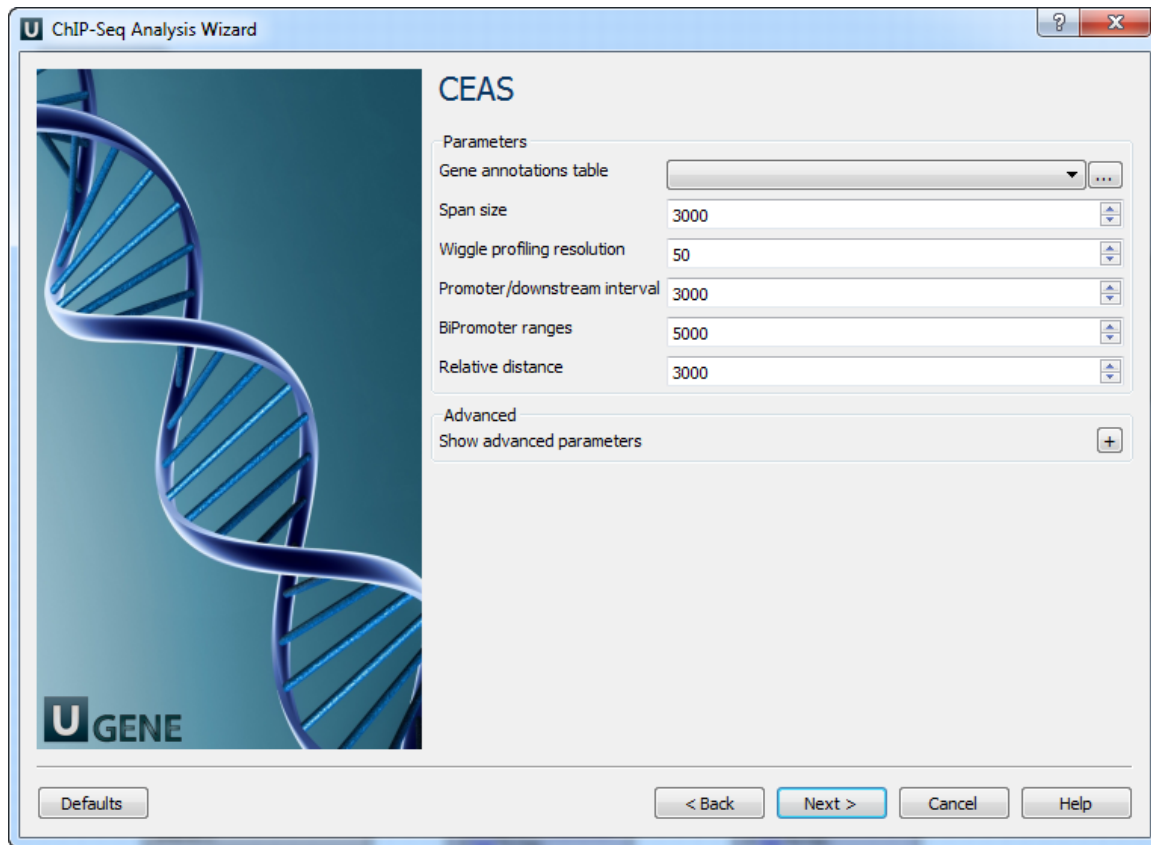 U ChIP-Seq Analysis Wizard
?
X
CEAS
Parameters
Gene annotations table ...
Span size 3000
Wiggle profiling resolution 50
Promoter/downstream interval 3000
BiPromoter ranges 5000
Relative distance 3000
Advanced
Show advanced parameters +
U GENE
Defaults < Back Next > Cancel Help